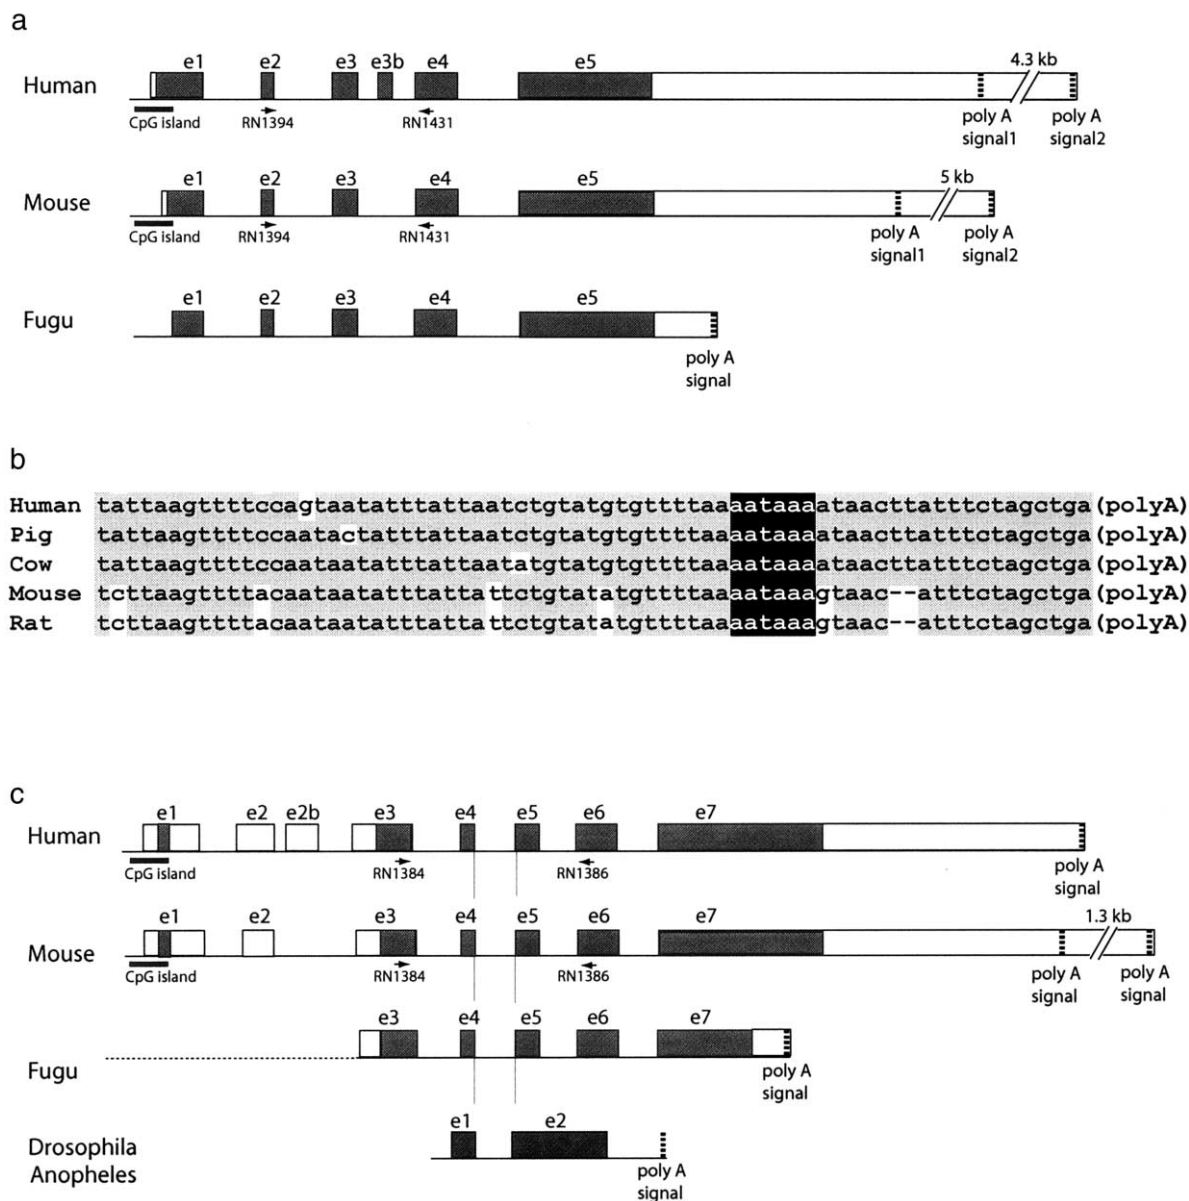 a
e1 e2 e3 e3b e4 e5 4.3 kb
Human
CpG island RN1394 RN1431 poly A signal1 poly A signal2
e1 e2 e3 e4 e5 5 kb
Mouse
CpG island RN1394 RN1431 poly A signal1 poly A signal2
e1 e2 e3 e4 e5
Fugu
poly A signal
b
Human tattaagttttccagtaatatttattaatctgtatgtgttttaaaataaaataacttatttctagctga(polyA)
Pig tattaagttttccaatactatttattaatctgtatgtgttttaaaataaaataacttatttctagctga(polyA)
Cow tattaagttttccaataatatttattaatatgtatgtgttttaaaataaaataacttatttctagctga(polyA)
Mouse tcttaagttttacaataatatttattattctgtatatgttttaaaataaagtaac--atttctagctga(polyA)
Rat tcttaagttttacaataatatttattattctgtatatgttttaaaataaagtaac--atttctagctga(polyA)
c
e1 e2 e2b e3 e4 e5 e6 e7
Human
CpG island RN1384 RN1386 poly A signal
e1 e2 e3 e4 e5 e6 e7 1.3 kb
Mouse
CpG island RN1384 RN1386 poly A signal poly A signal
e3 e4 e5 e6 e7
Fugu
poly A signal
e1 e2
Drosophila
Anopheles
poly A signal